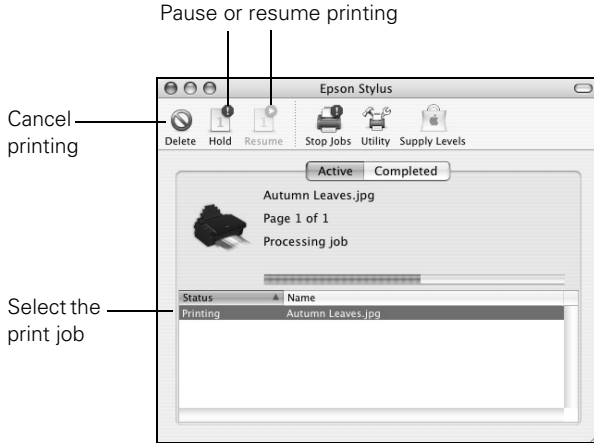 Pause or resume printing
Epson Stylus
Cancel
printing
Delete Hold Resume Stop Jobs Utility Supply Levels
Active Completed
Autumn Leaves.jpg
Page 1 of 1
Processing job
Select the
print job
Status Name
Printing Autumn Leaves.jpg